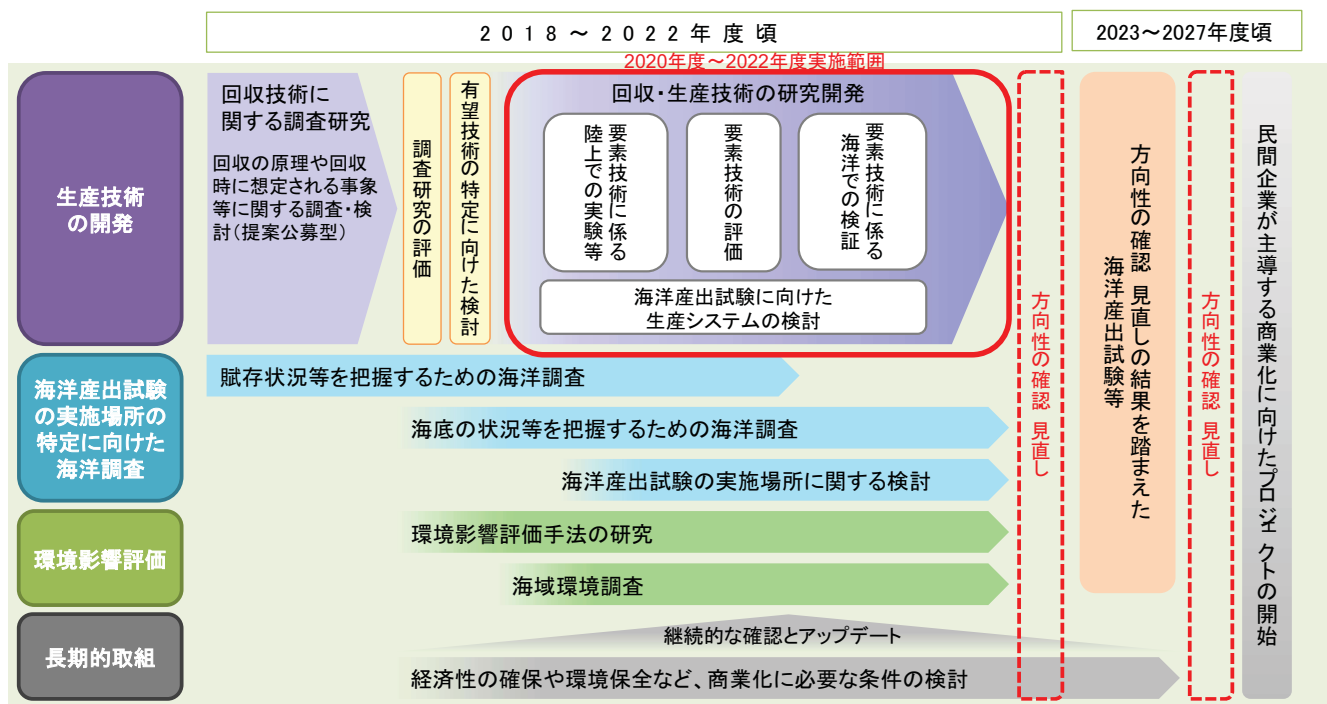 ２０１８～２０２２年度頃
2023～2027年度頃
2020年度～2022年度実施範囲
生産技術
の開発
回収技術に
関する調査研究
回収の原理や回収
時に想定される事象
等に関する調査・検
討（提案公募型）
調査研究の評価
有望技術の特定に向けた検討
回収・生産技術の研究開発
要素技術に係る
陸上での実験等
要素技術の評価
要素技術に係る
海洋での検証
海洋産出試験に向けた
生産システムの検討
方向性の確認 見直し
方向性の確認 見直しの結果を踏まえた
海洋産出試験等
方向性の確認 見直し
民間企業が主導する商業化に向けたプロジェクトの開始
海洋産出試験
の実施場所の
特定に向けた
海洋調査
賦存状況等を把握するための海洋調査
海底の状況等を把握するための海洋調査
海洋産出試験の実施場所に関する検討
環境影響評価
環境影響評価手法の研究
海域環境調査
長期的取組
継続的な確認とアップデート
経済性の確保や環境保全など、商業化に必要な条件の検討